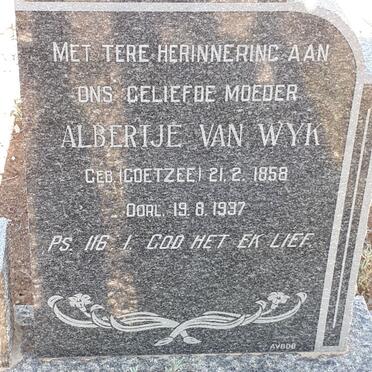 MET TERE HERINNERING AAN
ONS GELIEFDE MOEDER
ALBERTJE VAN WYK
GEB (COETZEE) 21. 2. 1858
OORL. 19. 8. 1937
PS. 116 1. GOD HET EK LIEF.
AVBOB